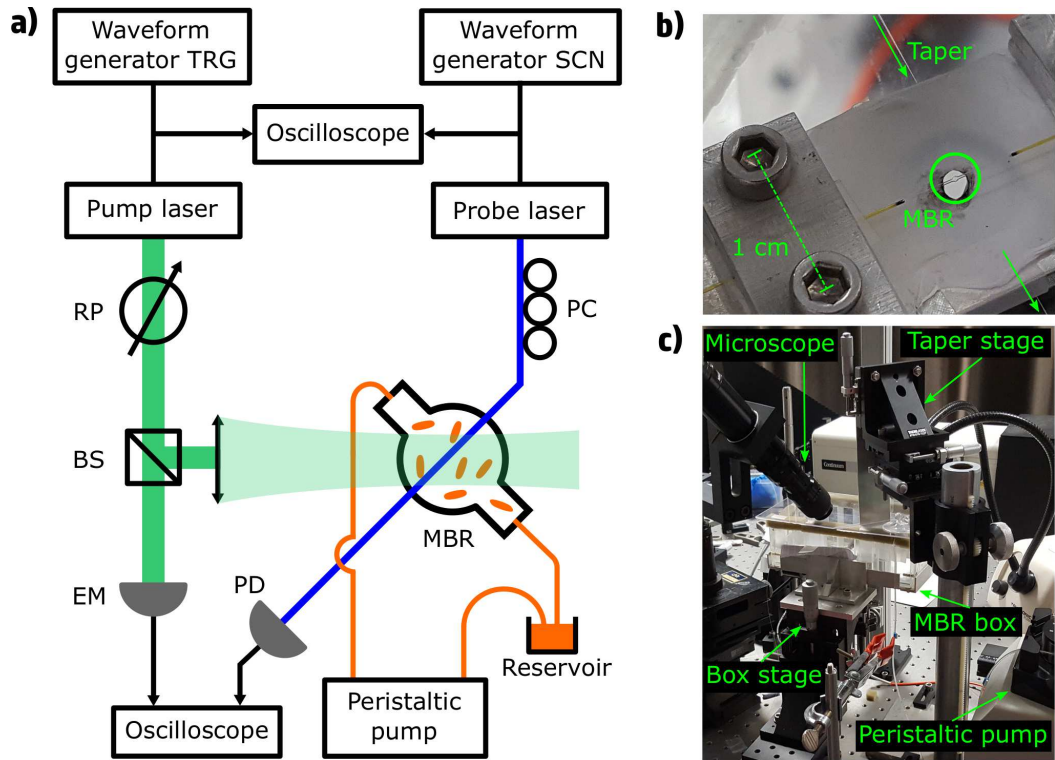 a)
Waveform
generator TRG
Waveform
generator SCN
Oscilloscope
Pump laser
Probe laser
RP
PC
BS
MBR
EM
PD
Reservoir
Peristaltic
pump
Oscilloscope
b)
Taper
MBR
1 cm
c)
Microscope
Taper stage
MBR box
Box stage
Peristaltic pump